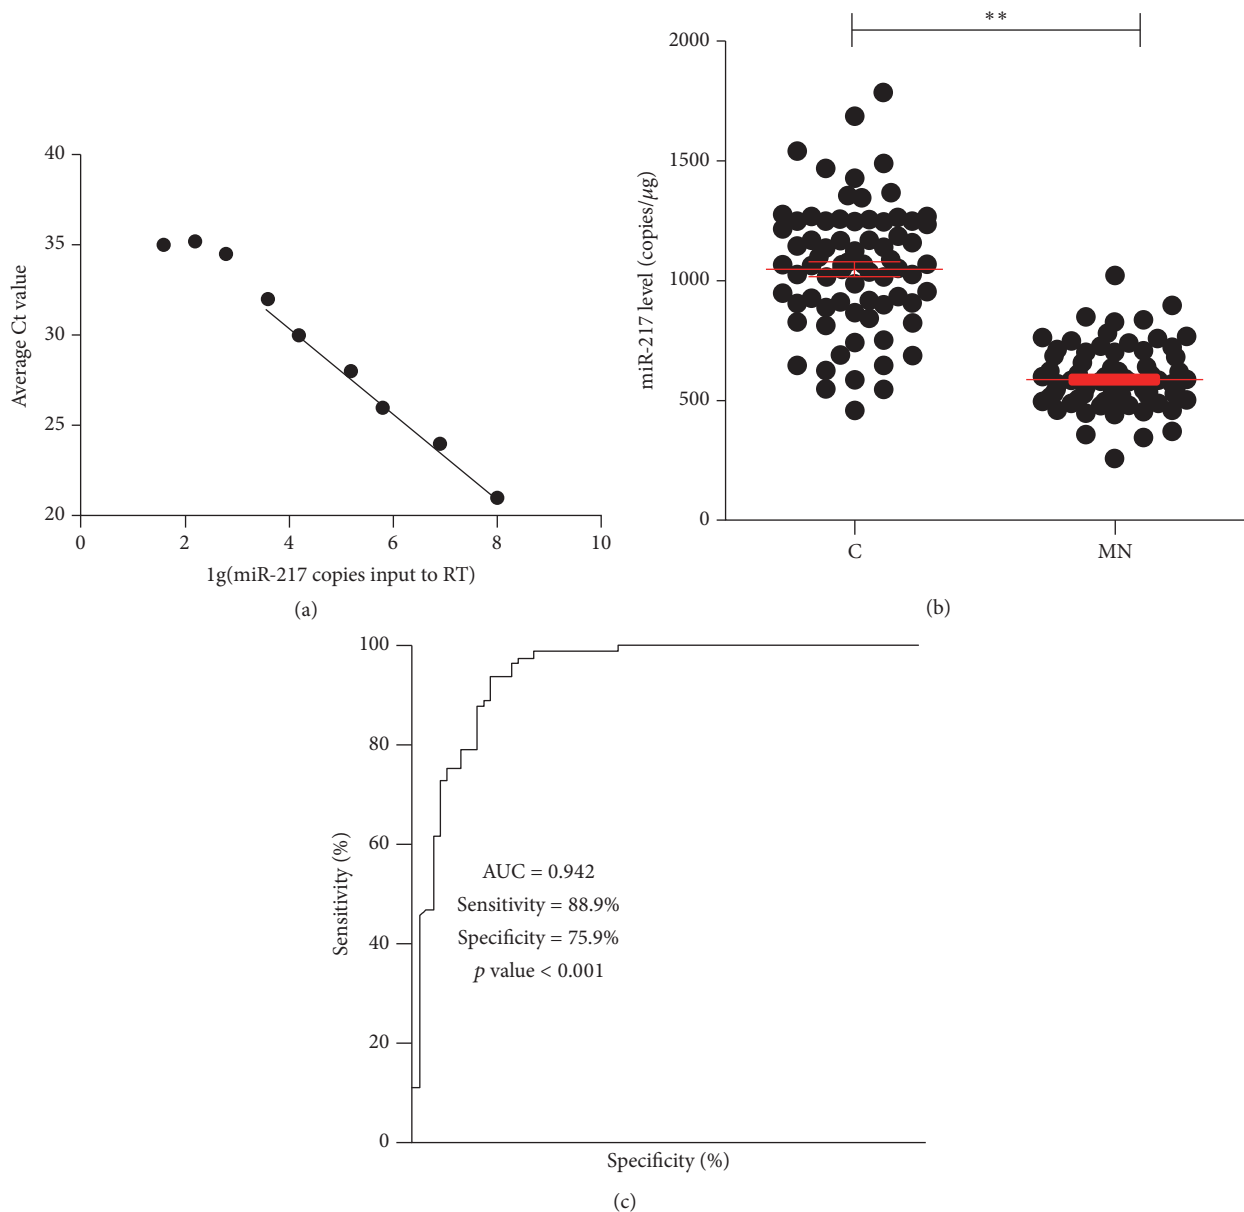 40
35
30
25
20
Average Ct value
0 2 4 6 8 10
1g(miR-217 copies input to RT)
(a)
**
2000
1500
1000
500
0
miR-217 level (copies/μg)
C MN
(b)
100
80
60
40
20
0
Sensitivity (%)
AUC = 0.942
Sensitivity = 88.9%
Specificity = 75.9%
p value < 0.001
Specificity (%)
(c)